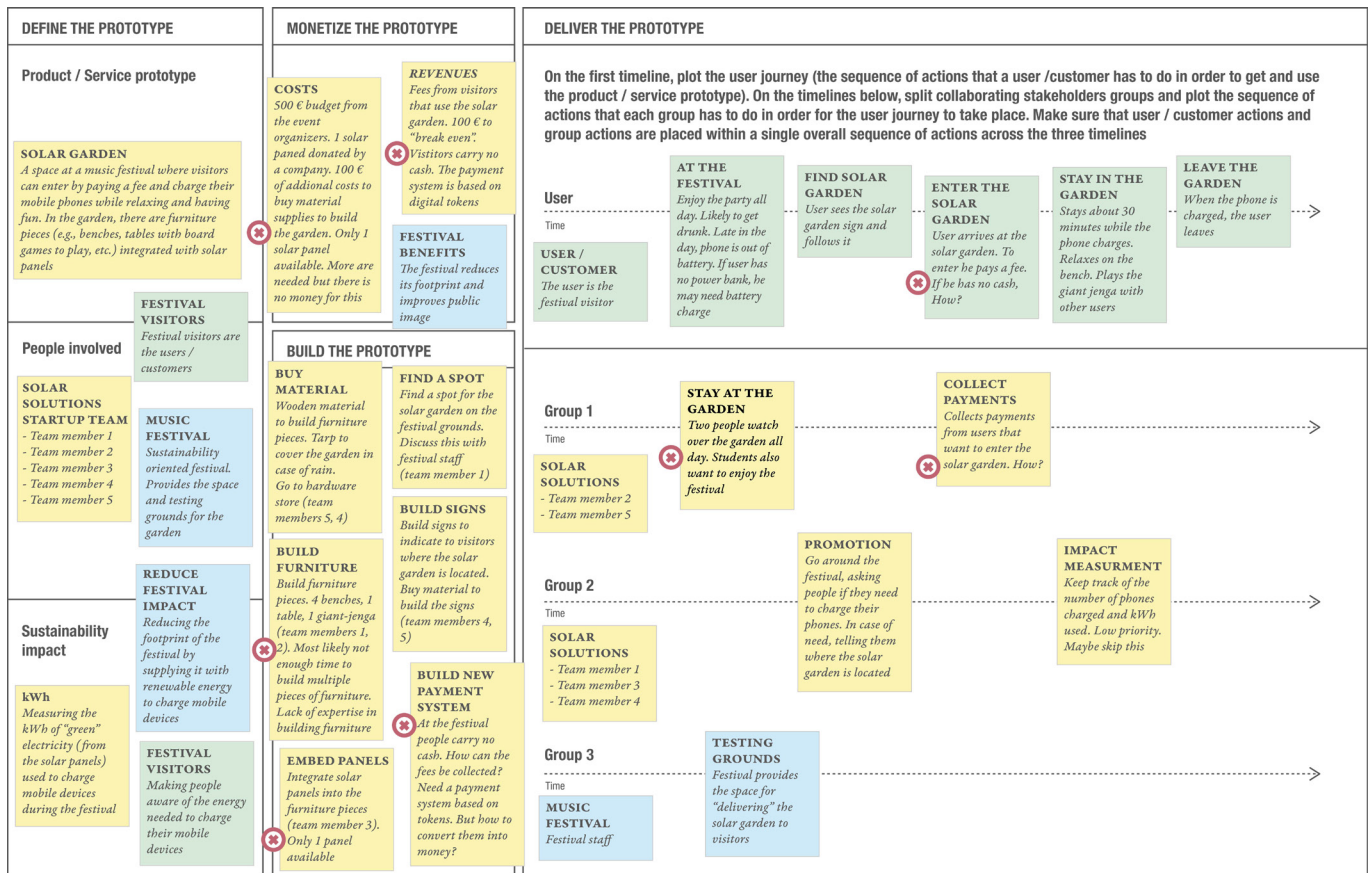 DEFINE THE PROTOTYPE
Product / Service prototype
SOLAR GARDEN
A space at a music festival where visitors
can enter by paying a fee and charge their
mobile phones while relaxing and having
fun. In the garden, there are furniture
pieces (e.g., benches, tables with board
games to play, etc.) integrated with solar
panels
FESTIVAL
VISITORS
Festival visitors are
the users /
customers
People involved
SOLAR
SOLUTIONS
STARTUP TEAM
- Team member 1
- Team member 2
- Team member 3
- Team member 4
- Team member 5
MUSIC
FESTIVAL
Sustainability
oriented festival.
Provides the space
and testing
grounds for the
garden
REDUCE
FESTIVAL
IMPACT
Reducing the
footprint of the
festival by
supplying it with
renewable energy
to charge mobile
devices
Sustainability
impact
kWh
Measuring the
kWh of “green”
electricity (from
the solar panels)
used to charge
mobile devices
during the festival
FESTIVAL
VISITORS
Making people
aware of the energy
needed to charge
their mobile
devices
MONETIZE THE PROTOTYPE
COSTS
500 € budget from
the event
organizers. 1 solar
paned donated by
a company. 100 €
of addional costs to
buy material
supplies to build
the garden. Only 1
solar panel
available. More are
needed but there is
no money for this
REVENUES
Fees from visitors
that use the solar
garden. 100 € to
“break even”.
Vistitors carry no
cash. The payment
system is based on
digital tokens
FESTIVAL
BENEFITS
The festival reduces
its footprint and
improves public
image
BUILD THE PROTOTYPE
BUY
MATERIAL
Wooden material
to build furniture
pieces. Tarp to
cover the garden in
case of rain.
Go to hardware
store (team
members 5, 4)
FIND A SPOT
Find a spot for the
solar garden on the
festival grounds.
Discuss this with
festival staff
(team member 1)
BUILD SIGNS
Build signs to
indicate to visitors
where the solar
garden is located.
Buy material to
build the signs
(team members 4,
5)
BUILD
FURNITURE
Build furniture
pieces. 4 benches, 1
table, 1 giant-jenga
(team members 1,
2). Most likely not
enough time to
build multiple
pieces of furniture.
Lack of expertise in
building furniture
BUILD NEW
PAYMENT
SYSTEM
At the festival
people carry no
cash. How can the
fees be collected?
Need a payment
system based on
tokens. But how to
convert them into
money?
EMBED PANELS
Integrate solar
panels into the
furniture pieces
(team member 3).
Only 1 panel
available
DELIVER THE PROTOTYPE
On the first timeline, plot the user journey (the sequence of actions that a user /customer has to do in order to get and use
the product / service prototype). On the timelines below, split collaborating stakeholders groups and plot the sequence of
actions that each group has to do in order for the user journey to take place. Make sure that user / customer actions and
group actions are placed within a single overall sequence of actions across the three timelines
User
Time
USER /
CUSTOMER
The user is the
festival visitor
AT THE
FESTIVAL
Enjoy the party all
day. Likely to get
drunk. Late in the
day, phone is out of
battery. If user has
no power bank, he
may need battery
charge
FIND SOLAR
GARDEN
User sees the solar
garden sign and
follows it
ENTER THE
SOLAR
GARDEN
User arrives at the
solar garden. To
enter he pays a fee.
If he has no cash,
How?
STAY IN THE
GARDEN
Stays about 30
minutes while the
phone charges.
Relaxes on the
bench. Plays the
giant jenga with
other users
LEAVE THE
GARDEN
When the phone is
charged, the user
leaves
Group 1
Time
SOLAR
SOLUTIONS
- Team member 2
- Team member 5
STAY AT THE
GARDEN
Two people watch
over the garden all
day. Students also
want to enjoy the
festival
COLLECT
PAYMENTS
Collects payments
from users that
want to enter the
solar garden. How?
Group 2
Time
SOLAR
SOLUTIONS
- Team member 1
- Team member 3
- Team member 4
PROMOTION
Go around the
festival, asking
people if they need
to charge their
phones. In case of
need, telling them
where the solar
garden is located
IMPACT
MEASURMENT
Keep track of the
number of phones
charged and kWh
used. Low priority.
Maybe skip this
Group 3
Time
MUSIC
FESTIVAL
Festival staff
TESTING
GROUNDS
Festival provides
the space for
“delivering” the
solar garden to
visitors